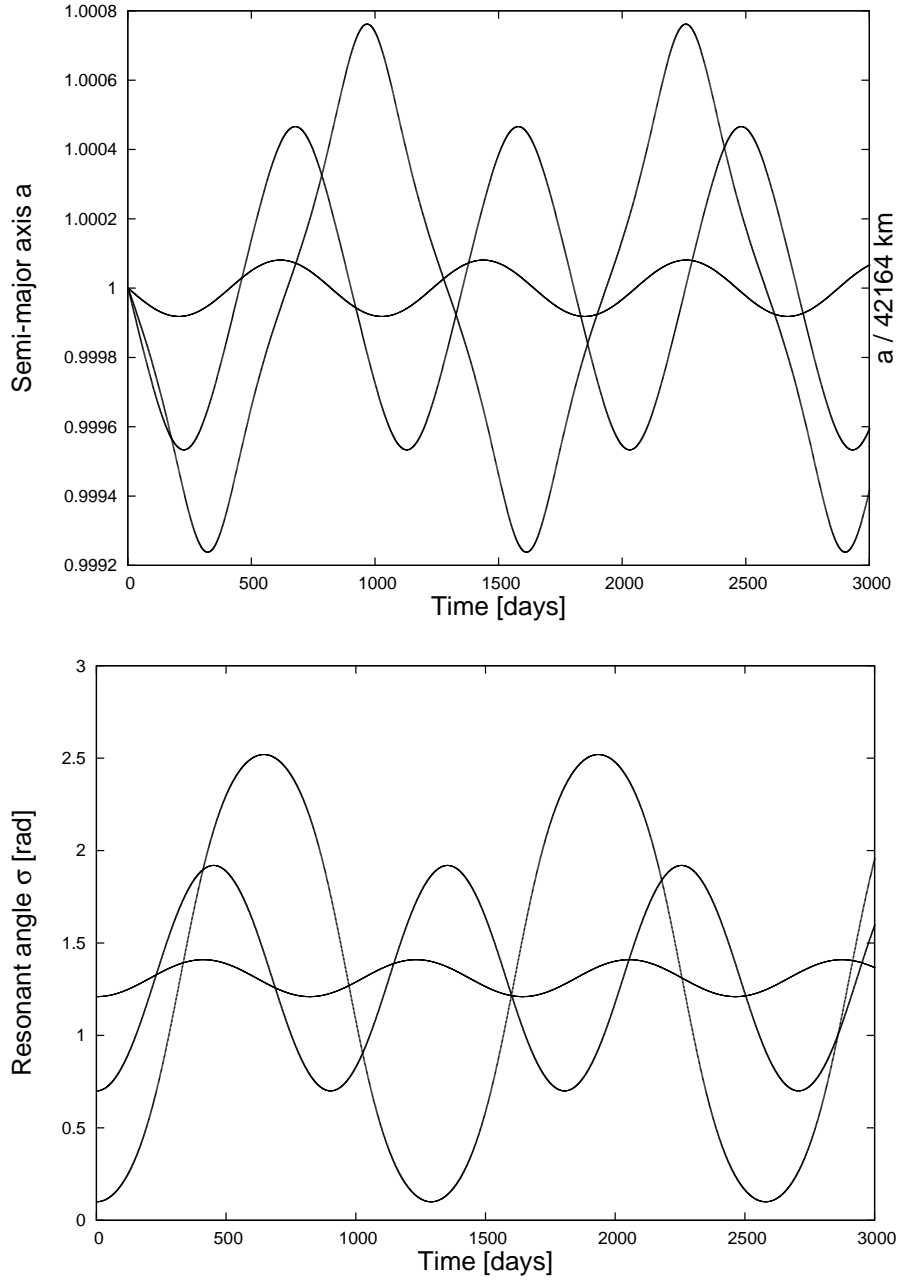 1.0008
1.0006
1.0004
1.0002
1
0.9998
0.9996
0.9994
0.9992
Semi-major axis a
a / 42164 km
0 500 1000 1500 2000 2500 3000
Time [days]
3
2.5
2
1.5
1
0.5
0
Resonant angle σ [rad]
0 500 1000 1500 2000 2500 3000
Time [days]